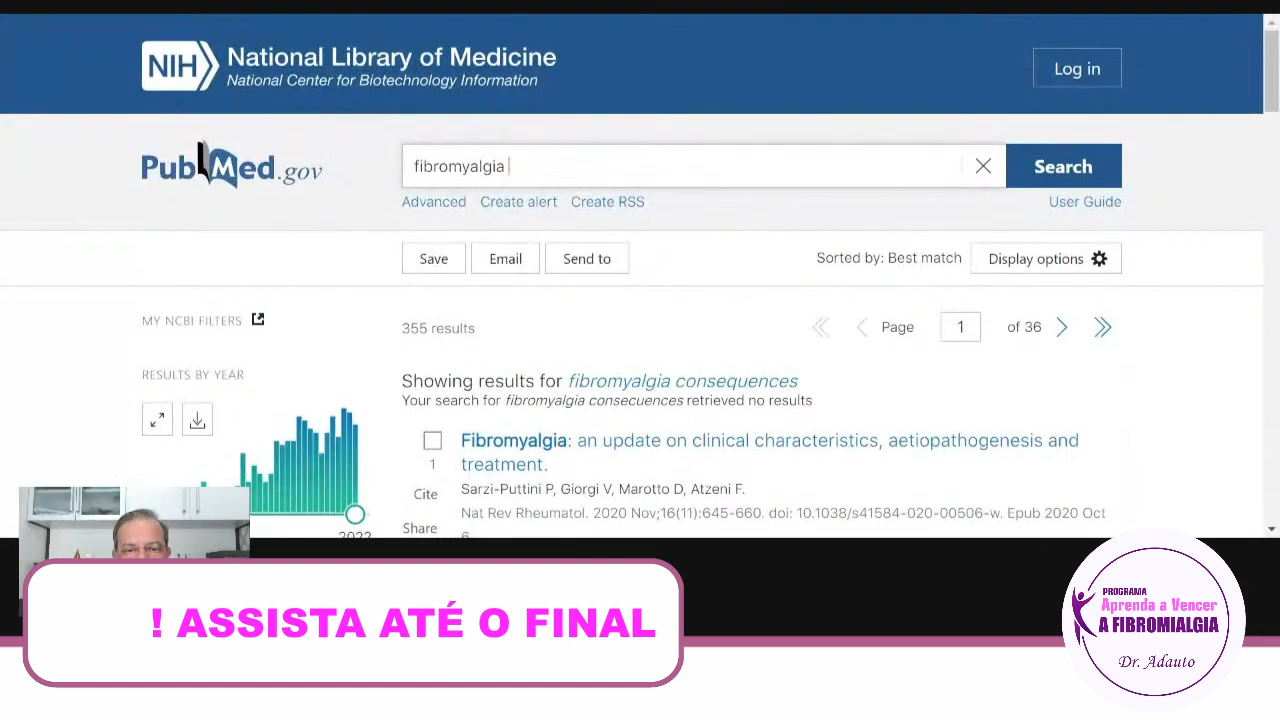 NIH National Library of Medicine
National Center for Biotechnology Information
Log in
PubMed.gov
fibromyalgia
Search
Advanced Create alert Create RSS
User Guide
Save Email Send to
Sorted by: Best match
Display options
MY NCBI FILTERS
355 results
Page 1 of 36
RESULTS BY YEAR
Showing results for fibromyalgia consequences
Your search for fibromyalgia consecuences retrieved no results
Fibromyalgia: an update on clinical characteristics, aetiopathogenesis and
treatment.
1
Cite
Sarzi-Puttini P, Giorgi V, Marotto D, Atzeni F.
Nat Rev Rheumatol. 2020 Nov;16(11):645-660. doi: 10.1038/s41584-020-00506-w. Epub 2020 Oct
6.
Share
2022
! ASSISTA ATÉ O FINAL
PROGRAMA
Aprenda a Vencer
A FIBROMIALGIA
Dr. Adauto